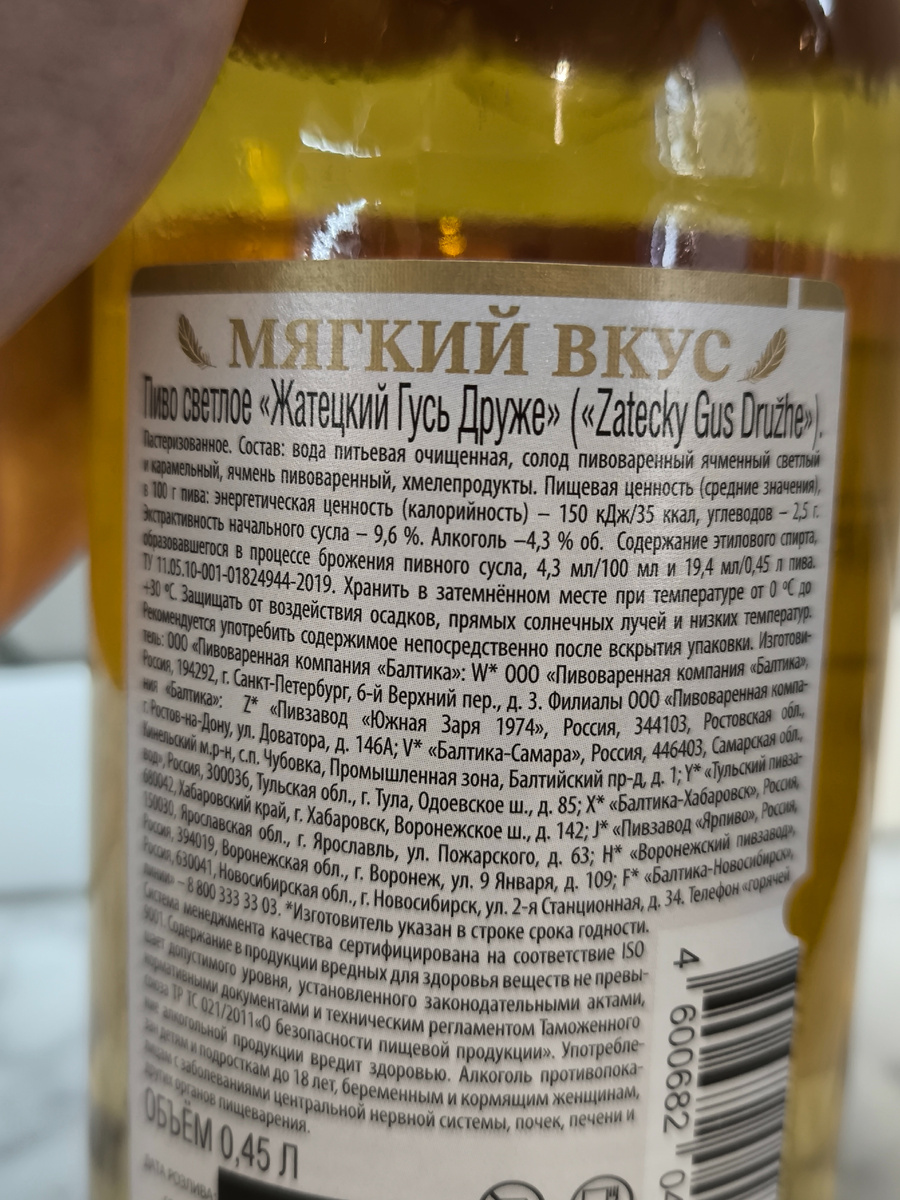 МЯГКИЙ ВКУС
Пиво светлое «Жатецкий Гусь Друже» («Zatecky Gus Družhe»).
Пастеризованное. Состав: вода питьевая очищенная, солод пивоваренный ячменный светлый
и карамельный, ячмень пивоваренный, хмелепродукты. Пищевая ценность (средние значения),
в 100 г пива: энергетическая ценность (калорийность) – 150 кДж/35 ккал, углеводов – 2,5 г.
Экстрактивность начального сусла – 9,6 %. Алкоголь –4,3 % об. Содержание этилового спирта,
образовавшегося в процессе брожения пивного сусла, 4,3 мл/100 мл и 19,4 мл/0,45 л пива.
ТУ 11.05.10-001-01824944-2019. Хранить в затемнённом месте при температуре от 0 °С до
+30 °С. Защищать от воздействия осадков, прямых солнечных лучей и низких температур.
Рекомендуется употребить содержимое непосредственно после вскрытия упаковки. Изготови-
тель: ООО «Пивоваренная компания «Балтика»: W* ООО «Пивоваренная компания «Балтика»,
Россия, 194292, г. Санкт-Петербург, 6-й Верхний пер., д. 3. Филиалы ООО «Пивоваренная компа-
ния «Балтика»: Z* «Пивзавод «Южная Заря 1974», Россия, 344103, Ростовская обл.,
г. Ростов-на-Дону, ул. Доватора, д. 146А; V* «Балтика-Самара», Россия, 446403, Самарская обл.,
Кинельский м.р-н, с.п. Чубовка, Промышленная зона, Балтийский пр-д, д. 1; Y* «Тульский пивза-
вод», Россия, 300036, Тульская обл., г. Тула, Одоевское ш., д. 85; X* «Балтика-Хабаровск», Россия,
680042, Хабаровский край, г. Хабаровск, Воронежское ш., д. 142; J* «Пивзавод «Ярпиво», Россия,
150030, Ярославская обл., г. Ярославль, ул. Пожарского, д. 63; H* «Воронежский пивзавод»,
Россия, 394019, Воронежская обл., г. Воронеж, ул. 9 Января, д. 109; F* «Балтика-Новосибирск»,
Россия, 630041, Новосибирская обл., г. Новосибирск, ул. 2-я Станционная, д. 34. Телефон «горячей
линии» – 8 800 333 33 03. *Изготовитель указан в строке срока годности.
Система менеджмента качества сертифицирована на соответствие ISO
9001. Содержание в продукции вредных для здоровья веществ не превы-
шает допустимого уровня, установленного законодательными актами,
нормативными документами и техническим регламентом Таможенного
союза ТР ТС 021/2011«О безопасности пищевой продукции». Употребле-
ние алкогольной продукции вредит здоровью. Алкоголь противопока-
зан детям и подросткам до 18 лет, беременным и кормящим женщинам,
лицам с заболеваниями центральной нервной системы, почек, печени и
других органов пищеварения.
ОБЪЁМ 0,45 Л
ДАТА РОЗЛИВА:
4 600682 0